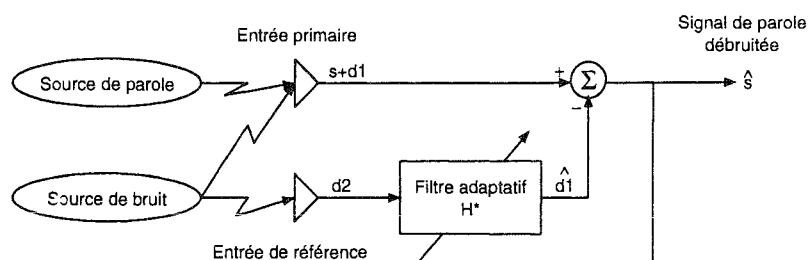 Signal de parole
débruitée
Entrée primaire
Source de parole
s+d1
+
Σ
ŝ
−
Source de bruit
d2
Filtre adaptatif
H*
d̂1
Entrée de référence